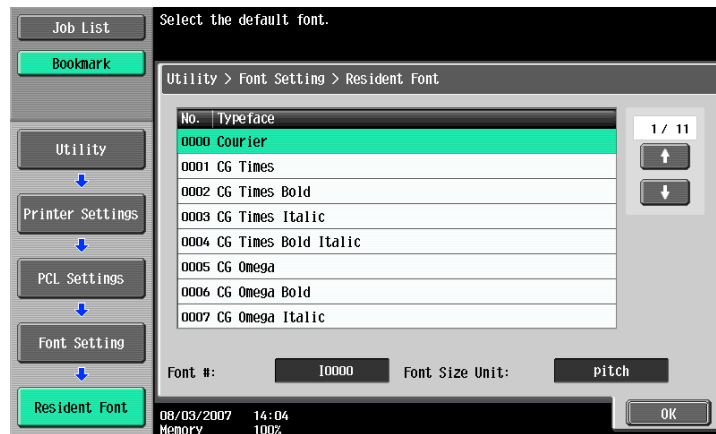 Job List
Bookmark
Utility
Printer Settings
PCL Settings
Font Setting
Resident Font
Select the default font.
Utility > Font Setting > Resident Font
No. Typeface
0000 Courier
0001 CG Times
0002 CG Times Bold
0003 CG Times Italic
0004 CG Times Bold Italic
0005 CG Omega
0006 CG Omega Bold
0007 CG Omega Italic
1/ 11
Font #: I0000 Font Size Unit: pitch
08/03/2007 14:04
Memory 100%
OK